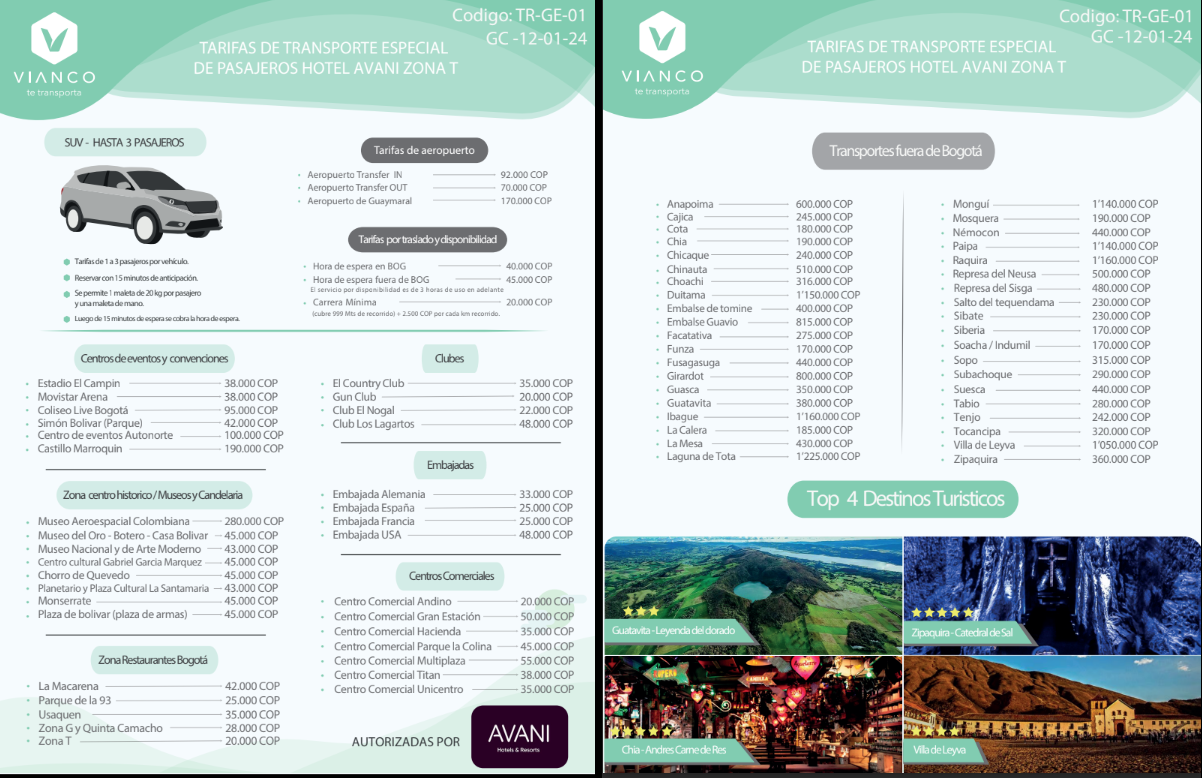 VIANCO
te transporta
TARIFAS DE TRANSPORTE ESPECIAL
DE PASAJEROS HOTEL AVANI ZONA T
Codigo: TR-GE-01
GC -12-01-24
SUV - HASTA 3 PASAJEROS
Tarifas de 1 a 3 pasajeros por vehículo.
Reservar con 15 minutos de anticipación.
Se permite 1 maleta de 20 kg por pasajero
y una maleta de mano.
Luego de 15 minutos de espera se cobra la hora de espera.
Tarifas de aeropuerto
Aeropuerto Transfer IN 92.000 COP
Aeropuerto Transfer OUT 70.000 COP
Aeropuerto de Guaymaral 170.000 COP
Tarifas por traslado y disponibilidad
Hora de espera en BOG 40.000 COP
Hora de espera fuera de BOG 45.000 COP
El servicio por disponibilidad es de 3 horas de uso en adelante
Carrera Mínima 20.000 COP
(cubre 999 Mts de recorrido) + 2.500 COP por cada km recorrido.
Centros de eventos y convenciones
Estadio El Campin 38.000 COP
Movistar Arena 38.000 COP
Coliseo Live Bogotá 95.000 COP
Simón Bolivar (Parque) 42.000 COP
Centro de eventos Autonorte 100.000 COP
Castillo Marroquin 190.000 COP
Zona centro historico / Museos y Candelaria
Museo Aeroespacial Colombiana 280.000 COP
Museo del Oro - Botero - Casa Bolivar 45.000 COP
Museo Nacional y de Arte Moderno 43.000 COP
Centro cultural Gabriel Garcia Marquez 45.000 COP
Chorro de Quevedo 45.000 COP
Planetario y Plaza Cultural La Santamaria 43.000 COP
Monserrate 45.000 COP
Plaza de bolivar (plaza de armas) 45.000 COP
Zona Restaurantes Bogotá
La Macarena 42.000 COP
Parque de la 93 25.000 COP
Usaquen 35.000 COP
Zona G y Quinta Camacho 28.000 COP
Zona T 20.000 COP
Clubes
El Country Club 35.000 COP
Gun Club 20.000 COP
Club El Nogal 22.000 COP
Club Los Lagartos 48.000 COP
Embajadas
Embajada Alemania 33.000 COP
Embajada España 25.000 COP
Embajada Francia 25.000 COP
Embajada USA 48.000 COP
Centros Comerciales
Centro Comercial Andino 20.000 COP
Centro Comercial Gran Estación 50.000 COP
Centro Comercial Hacienda 35.000 COP
Centro Comercial Parque la Colina 45.000 COP
Centro Comercial Multiplaza 55.000 COP
Centro Comercial Titan 38.000 COP
Centro Comercial Unicentro 35.000 COP
AUTORIZADAS POR
AVANI
Hotels & Resorts
VIANCO
te transporta
TARIFAS DE TRANSPORTE ESPECIAL
DE PASAJEROS HOTEL AVANI ZONA T
Codigo: TR-GE-01
GC -12-01-24
Transportes fuera de Bogotá
Anapoima 600.000 COP
Cajica 245.000 COP
Cota 180.000 COP
Chia 190.000 COP
Chicaque 240.000 COP
Chinauta 510.000 COP
Choachi 316.000 COP
Duitama 1'150.000 COP
Embalse de tomine 400.000 COP
Embalse Guavio 815.000 COP
Facatativa 275.000 COP
Funza 170.000 COP
Fusagasuga 440.000 COP
Girardot 800.000 COP
Guasca 350.000 COP
Guatavita 380.000 COP
Ibague 1'160.000 COP
La Calera 185.000 COP
La Mesa 430.000 COP
Laguna de Tota 1'225.000 COP
Monguí 1'140.000 COP
Mosquera 190.000 COP
Némocon 440.000 COP
Paipa 1'140.000 COP
Raquira 1'160.000 COP
Represa del Neusa 500.000 COP
Represa del Sisga 480.000 COP
Salto del tequendama 230.000 COP
Sibate 230.000 COP
Siberia 170.000 COP
Soacha / Indumil 170.000 COP
Sopo 315.000 COP
Subachoque 290.000 COP
Suesca 440.000 COP
Tabio 280.000 COP
Tenjo 242.000 COP
Tocancipa 320.000 COP
Villa de Leyva 1'050.000 COP
Zipaquira 360.000 COP
Top 4 Destinos Turisticos
Guatavita - Leyenda del dorado
Zipaquira - Catedral de Sal
Chia - Andres Carne de Res
Villa de Leyva